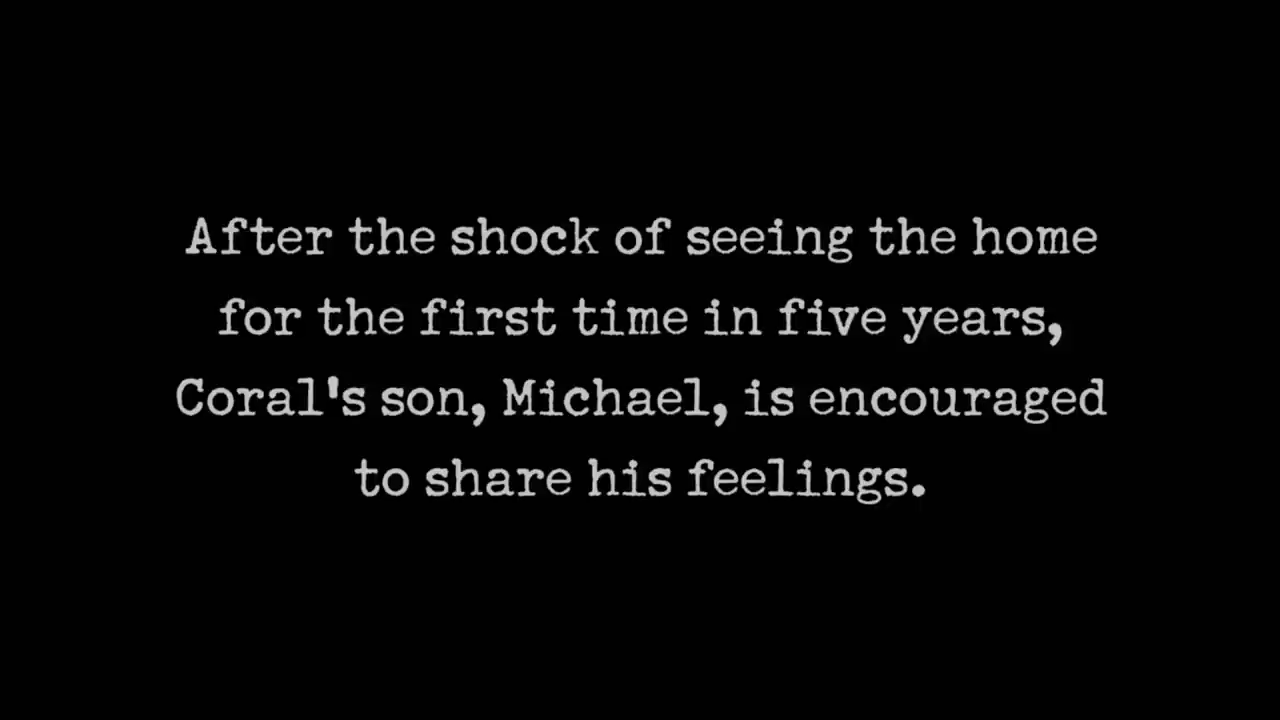 After the shock of seeing the home
for the first time in five years,
Coral's son, Michael, is encouraged
to share his feelings.